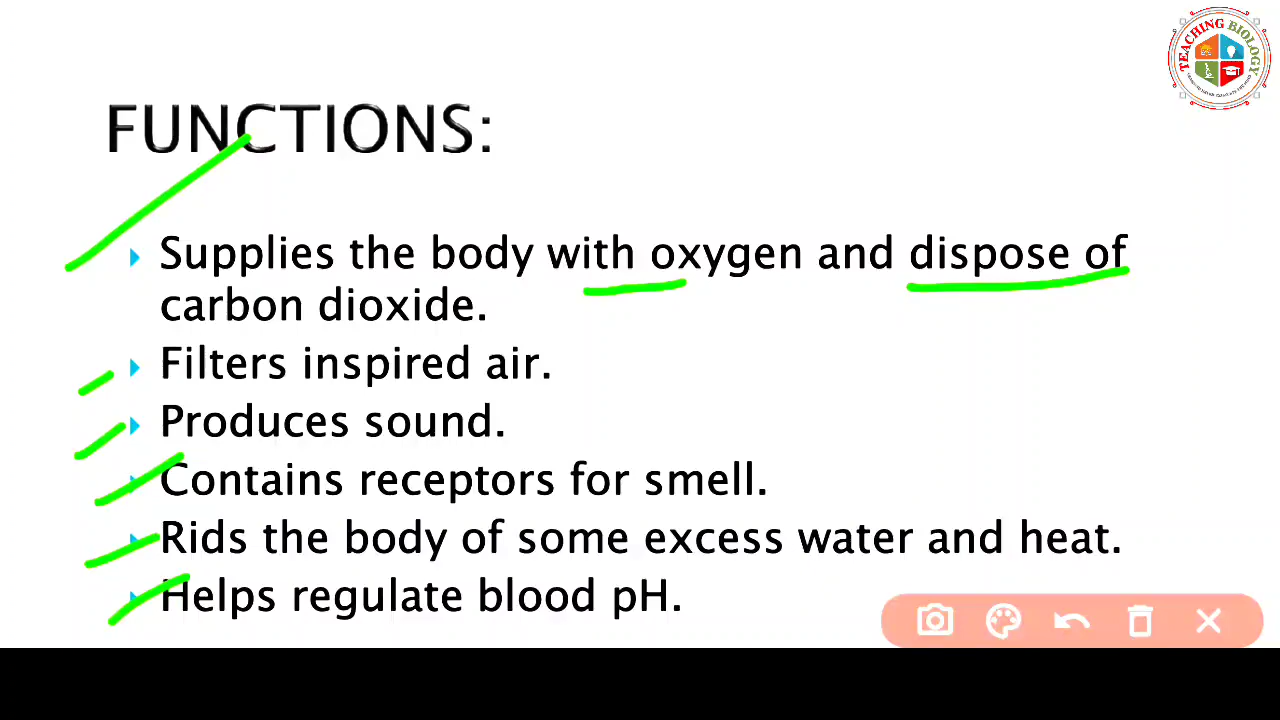 TEACHING BIOLOGY
FUNCTIONS:
Supplies the body with oxygen and dispose of
carbon dioxide.
Filters inspired air.
Produces sound.
Contains receptors for smell.
Rids the body of some excess water and heat.
Helps regulate blood pH.